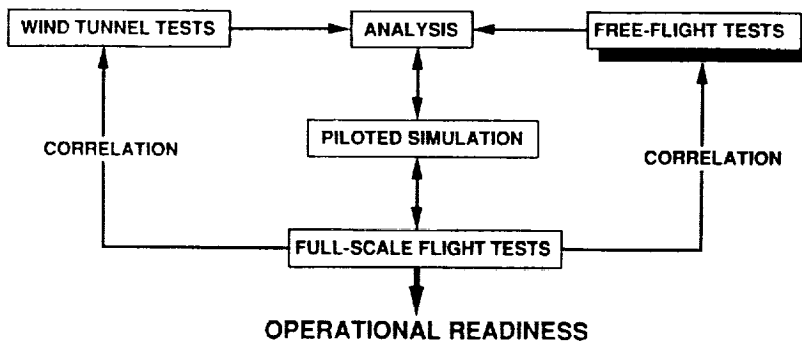 WIND TUNNEL TESTS
ANALYSIS
FREE-FLIGHT TESTS
PILOTED SIMULATION
CORRELATION
CORRELATION
FULL-SCALE FLIGHT TESTS
OPERATIONAL READINESS